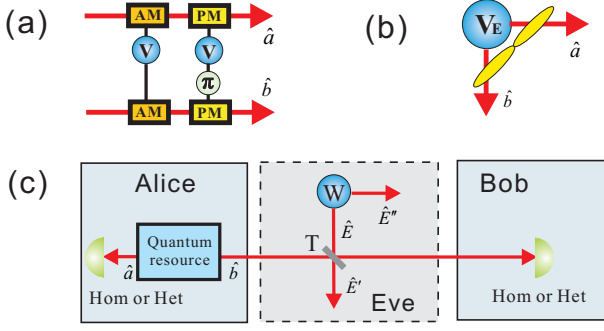 (a)
AM
PM
â
V
V
π
AM
PM
b̂
(b)
V_E
â
b̂
(c)
Alice
Eve
Bob
W
Ê″
Ê
T
Quantum
resource
â
b̂
Ê′
Hom or Het
Hom or Het